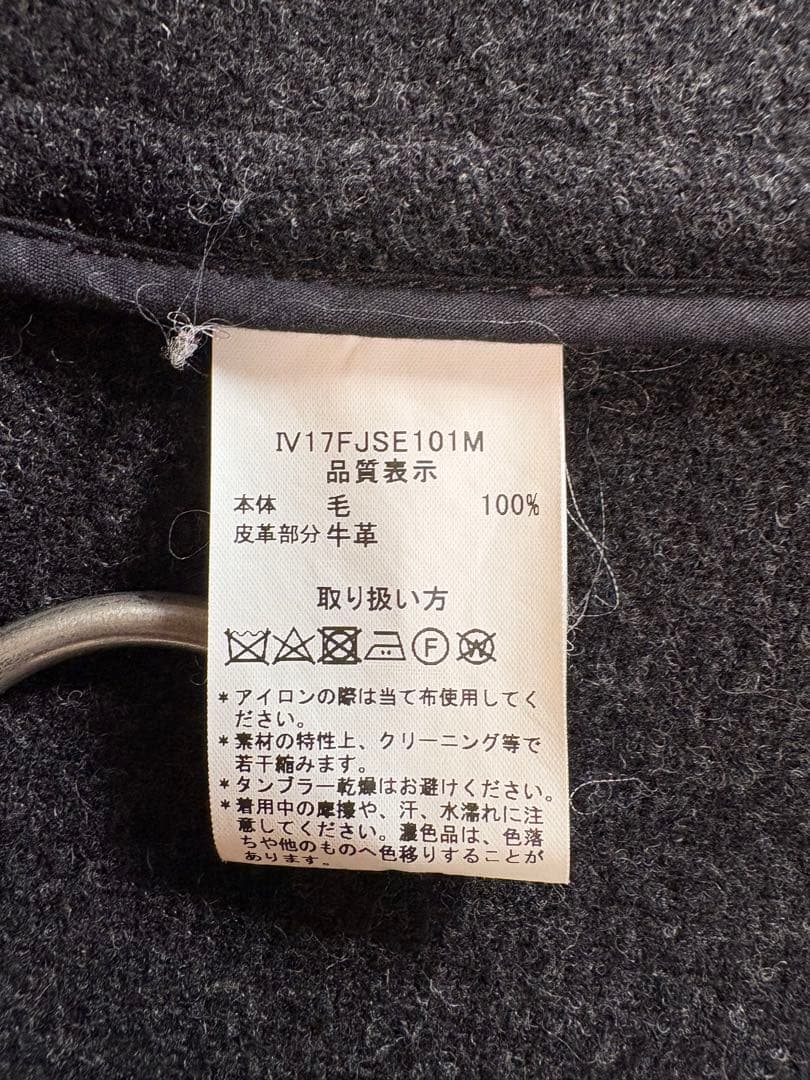 IV17FJSE101M
品質表示
本体 毛 100%
皮革部分 牛革
取り扱い方
F W
*アイロンの際は当て布使用してく
ださい。
*素材の特性上、クリーニング等で
若干縮みます。
*タンブラー乾燥はお避けください。
*着用中の摩擦や、汗、水濡れに注
意してください。濃色品は、色落
ちや他のものへ色移りすることが
あります。